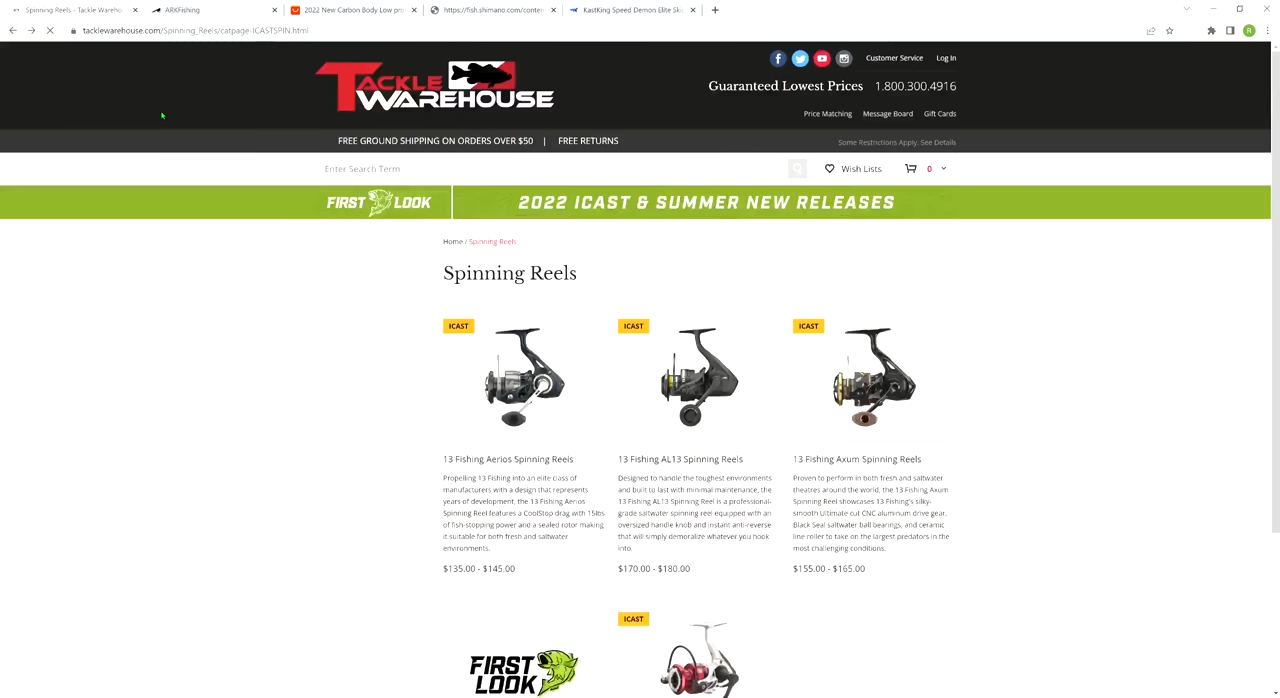 Spinning Reels - Tackle Wareho
ARKFishing
2022 New Carbon Body Low pro
https://fish.shimano.com/conten
KastKing Speed Demon Elite Ski
tacklewarehouse.com/Spinning_Reels/catpage-ICASTSPIN.html
R
TACKLE
WAREHOUSE
Customer Service
Log In
Guaranteed Lowest Prices 1.800.300.4916
Price Matching
Message Board
Gift Cards
FREE GROUND SHIPPING ON ORDERS OVER $50 | FREE RETURNS
Some Restrictions Apply. See Details
Enter Search Term
Wish Lists
0
FIRST LOOK
2022 ICAST & SUMMER NEW RELEASES
Home / Spinning Reels
Spinning Reels
ICAST
ICAST
ICAST
13 Fishing Aerios Spinning Reels
Propelling 13 Fishing into an elite class of
manufacturers with a design that represents
years of development, the 13 Fishing Aerios
Spinning Reel features a CoolStop drag with 15lbs
of fish-stopping power and a sealed rotor making
it suitable for both fresh and saltwater
environments.
$135.00 - $145.00
13 Fishing AL13 Spinning Reels
Designed to handle the toughest environments
and built to last with minimal maintenance, the
13 Fishing AL13 Spinning Reel is a professional-
grade saltwater spinning reel equipped with an
oversized handle knob and instant anti-reverse
that will simply demoralize whatever you hook
into.
$170.00 - $180.00
13 Fishing Axum Spinning Reels
Proven to perform in both fresh and saltwater
theatres around the world, the 13 Fishing Axum
Spinning Reel showcases 13 Fishing's silky-
smooth Ultimate cut CNC aluminum drive gear,
Black Seal saltwater ball bearings, and ceramic
line roller to take on the largest predators in the
most challenging conditions.
$155.00 - $165.00
FIRST
LOOK
ICAST